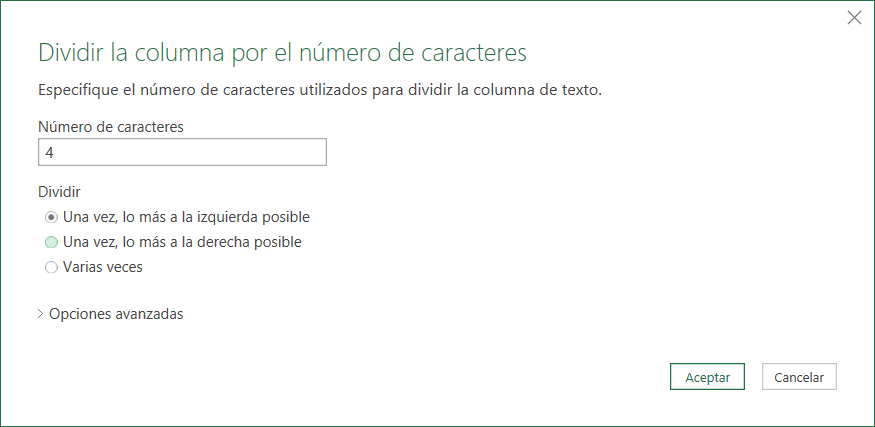 Dividir la columna por el número de caracteres
Especifique el número de caracteres utilizados para dividir la columna de texto.
Número de caracteres
4
Dividir
Una vez, lo más a la izquierda posible
Una vez, lo más a la derecha posible
Varias veces
Opciones avanzadas
Aceptar
Cancelar